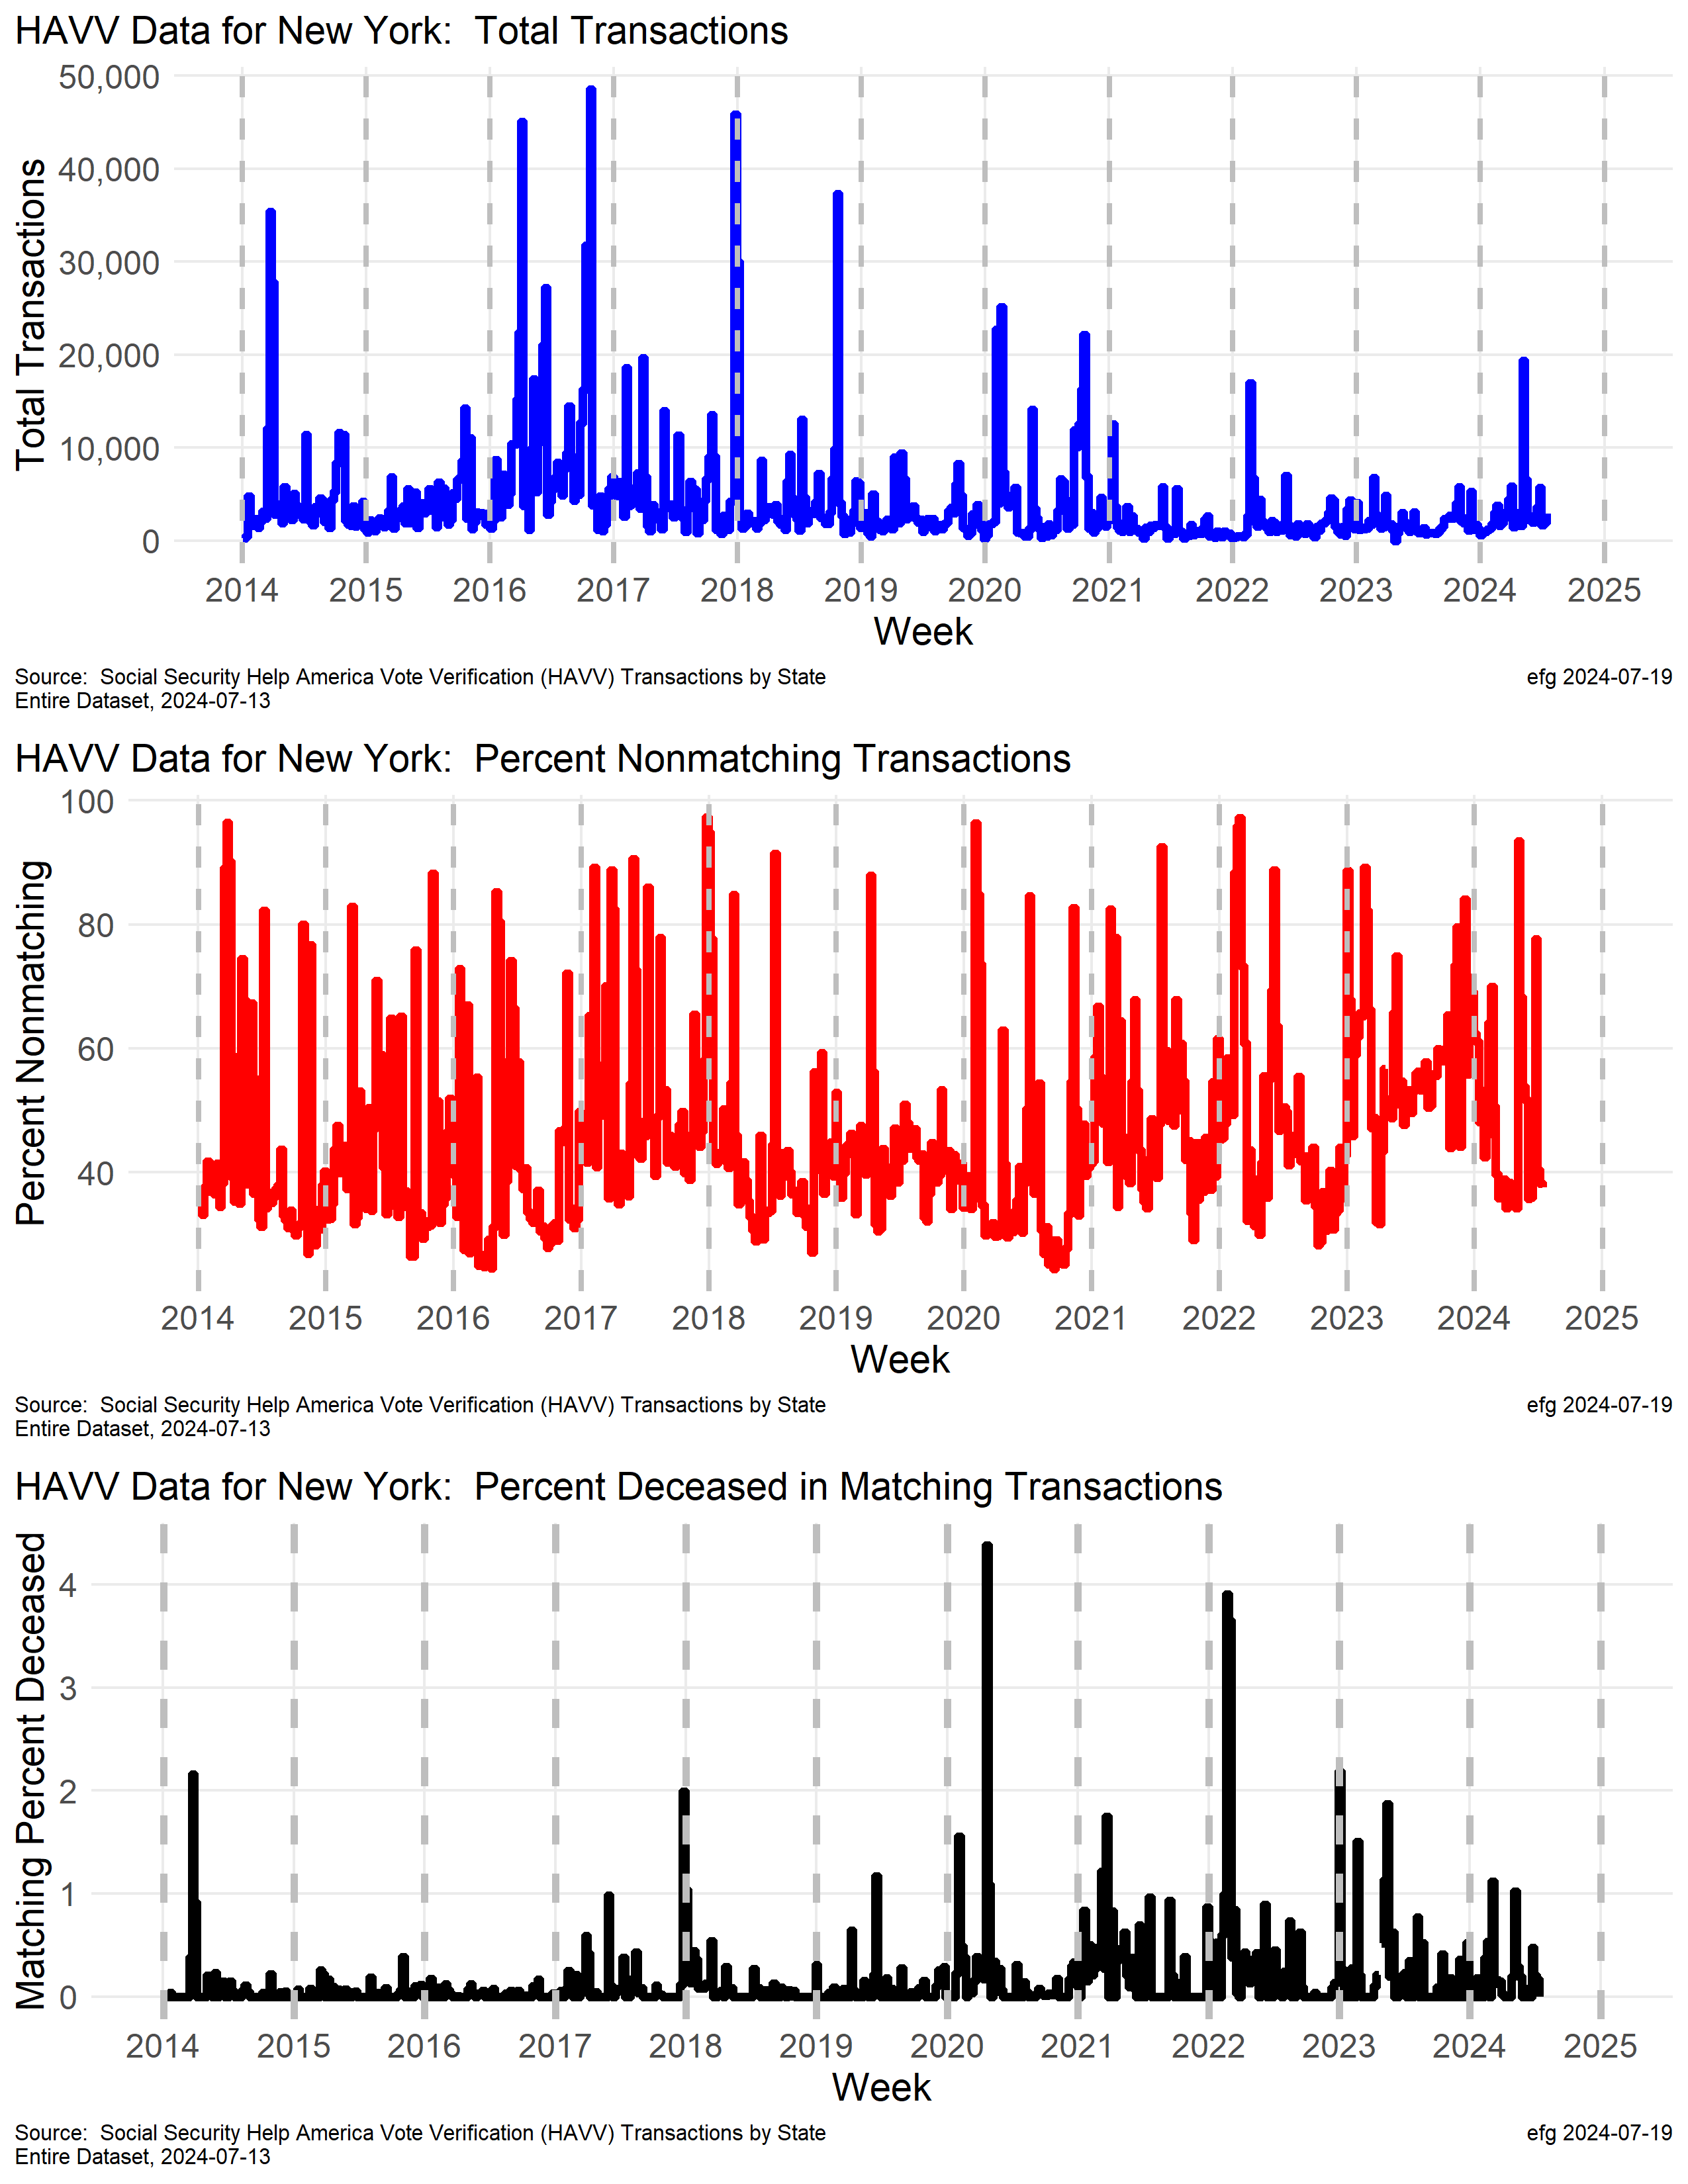 HAVV Data for New York:  Total Transactions
50,000
40,000
30,000
20,000
10,000
0
Total Transactions
2014 2015 2016 2017 2018 2019 2020 2021 2022 2023 2024 2025
Week
Source:  Social Security Help America Vote Verification (HAVV) Transactions by State
Entire Dataset, 2024-07-13
efg 2024-07-19
HAVV Data for New York:  Percent Nonmatching Transactions
100
80
60
40
Percent Nonmatching
2014 2015 2016 2017 2018 2019 2020 2021 2022 2023 2024 2025
Week
Source:  Social Security Help America Vote Verification (HAVV) Transactions by State
Entire Dataset, 2024-07-13
efg 2024-07-19
HAVV Data for New York:  Percent Deceased in Matching Transactions
4
3
2
1
0
Matching Percent Deceased
2014 2015 2016 2017 2018 2019 2020 2021 2022 2023 2024 2025
Week
Source:  Social Security Help America Vote Verification (HAVV) Transactions by State
Entire Dataset, 2024-07-13
efg 2024-07-19